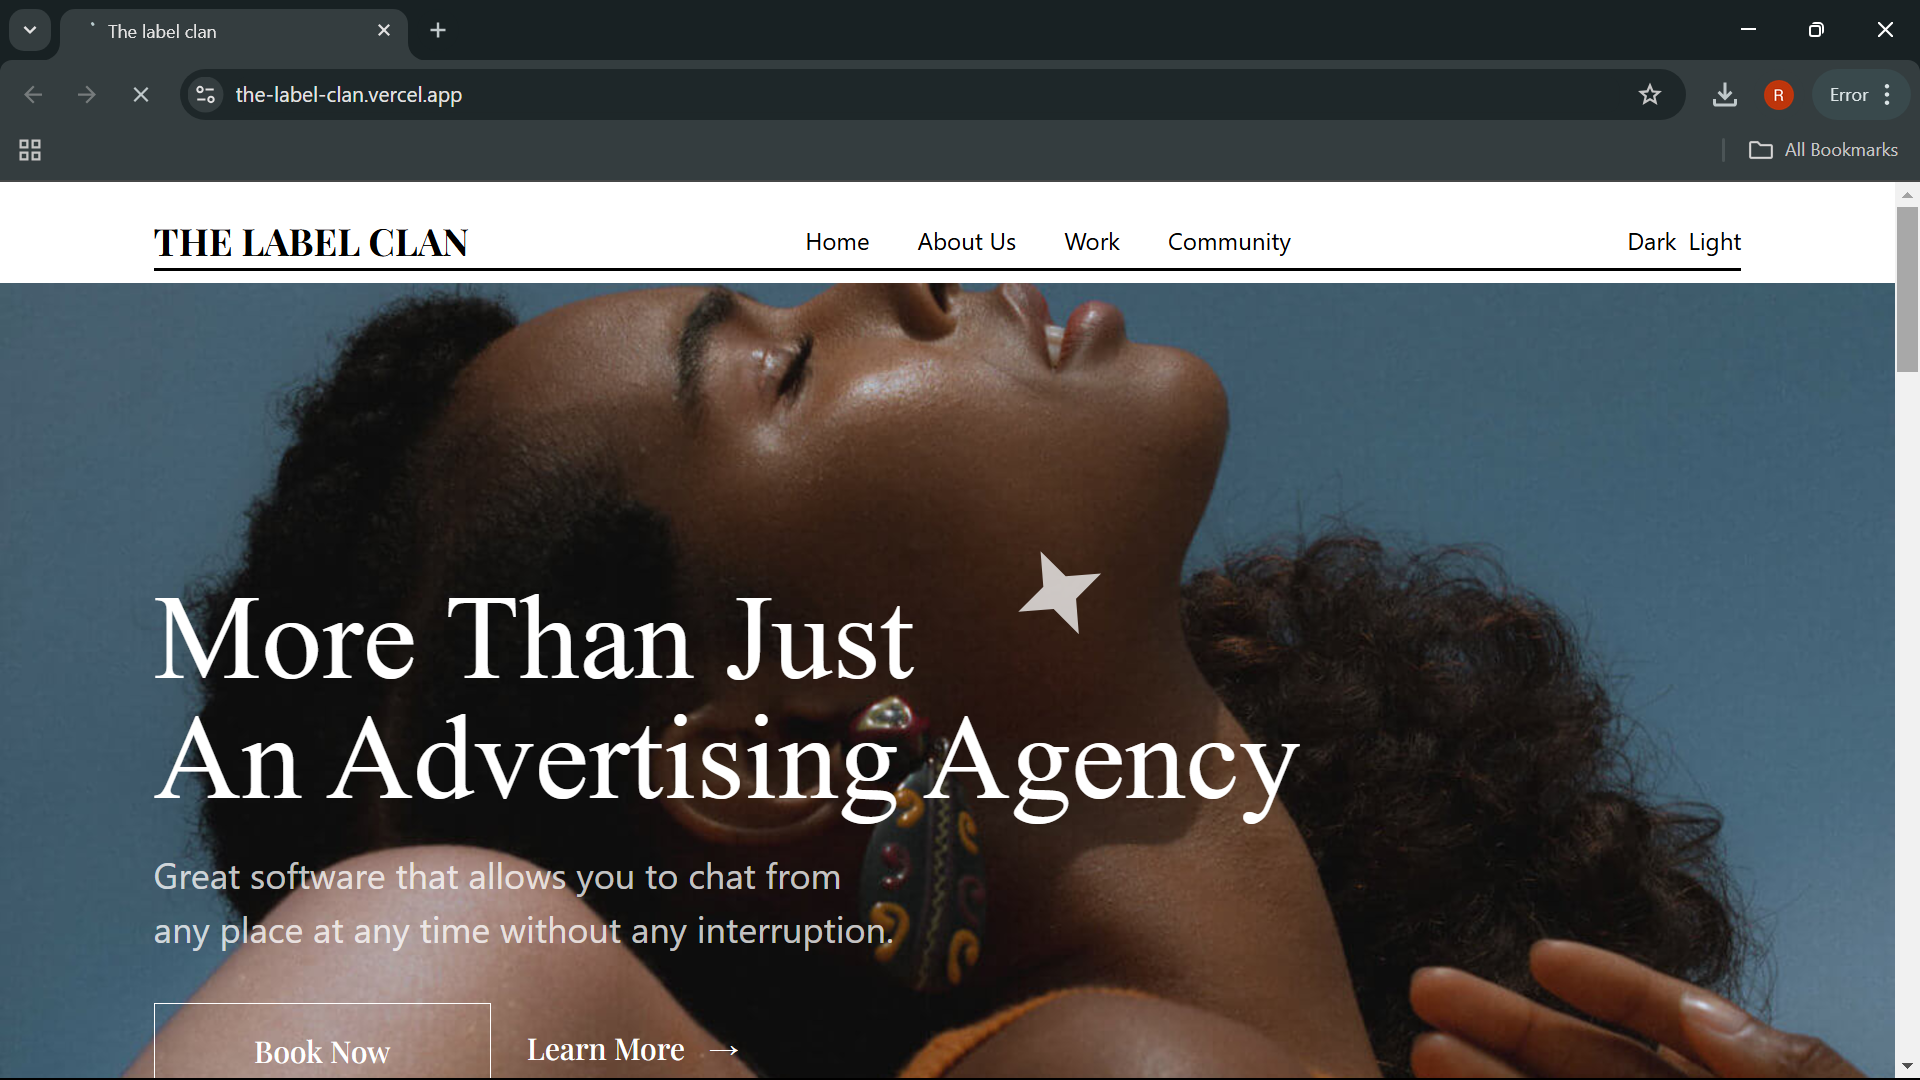 The label clan
the-label-clan.vercel.app
R
Error
All Bookmarks
THE LABEL CLAN
Home
About Us
Work
Community
Dark Light
More Than Just
An Advertising Agency
Great software that allows you to chat from
any place at any time without any interruption.
Book Now
Learn More →